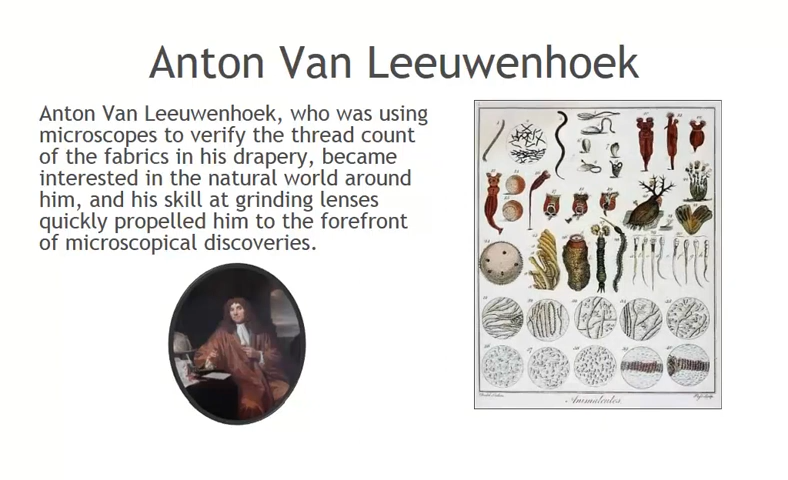 Anton Van Leeuwenhoek
Anton Van Leeuwenhoek, who was using
microscopes to verify the thread count
of the fabrics in his drapery, became
interested in the natural world around
him, and his skill at grinding lenses
quickly propelled him to the forefront
of microscopical discoveries.
Animalcules